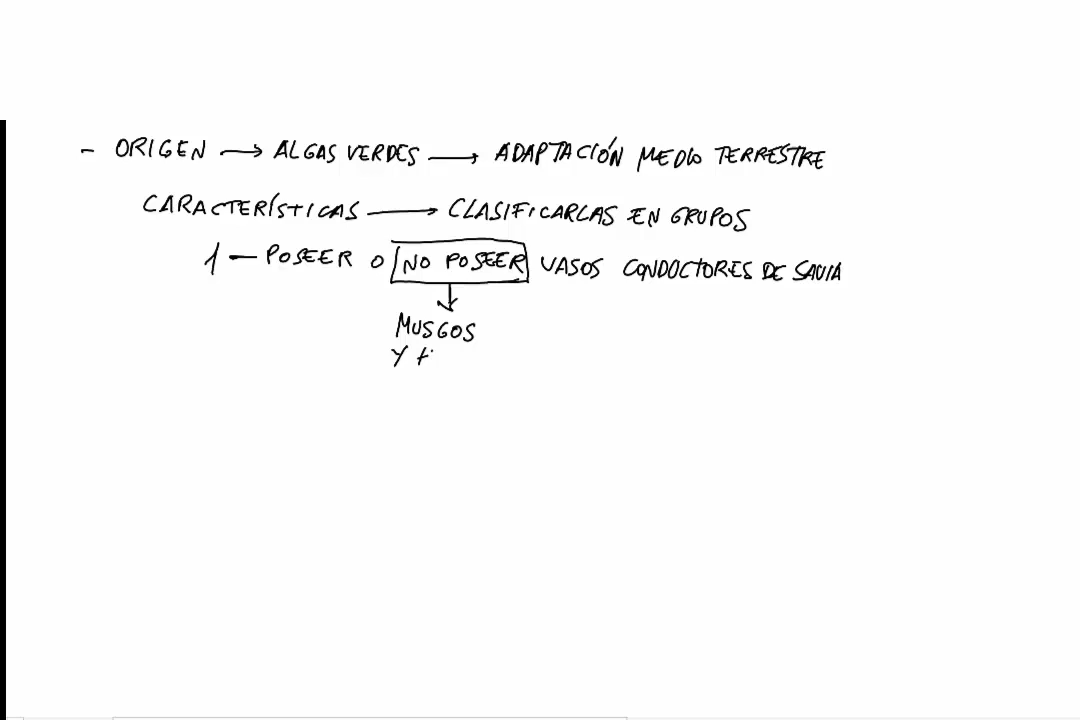 - ORIGEN → ALGAS VERDES → ADAPTACIÓN MEDIO TERRESTRE
CARACTERÍSTICAS → CLASIFICARLAS EN GRUPOS
1 - POSEER O NO POSEER VASOS CONDUCTORES DE SAVIA
MUSGOS
Y